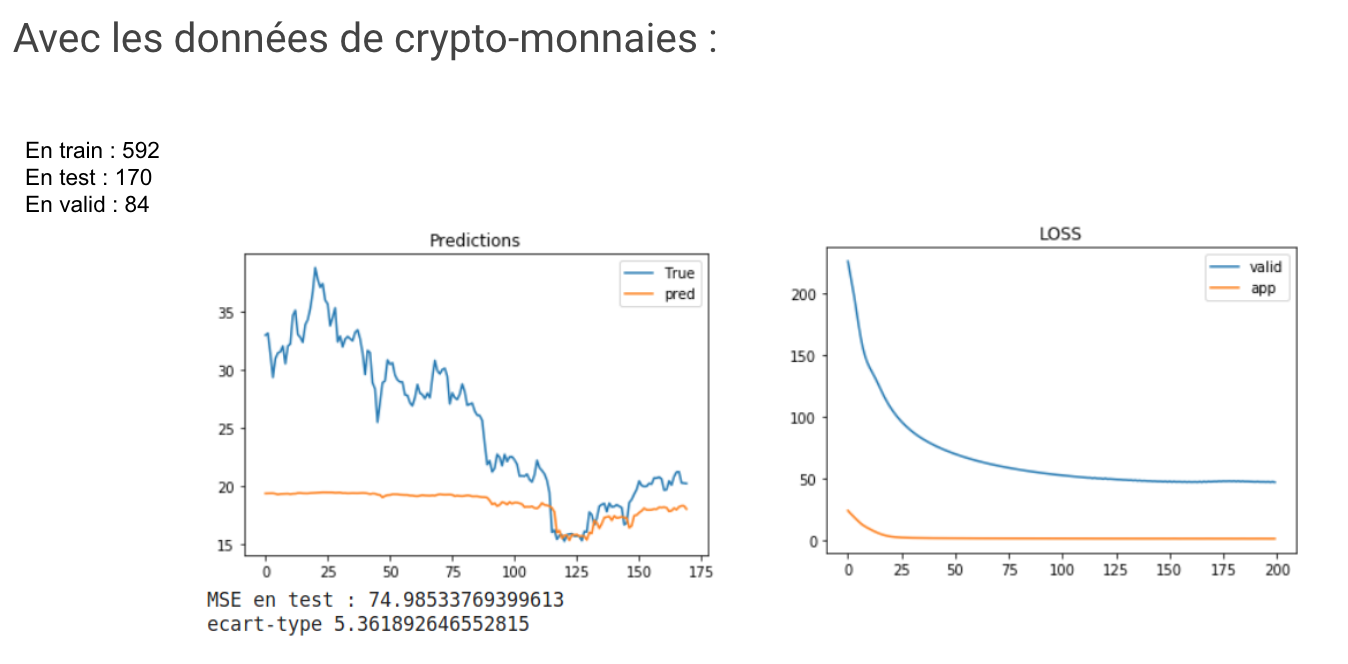 Avec les données de crypto-monnaies :
En train : 592
En test : 170
En valid : 84
Predictions
True
pred
35
30
25
20
15
0 25 50 75 100 125 150 175
MSE en test : 74.98533769399613
ecart-type 5.361892646552815
LOSS
valid
app
200
150
100
50
0
0 25 50 75 100 125 150 175 200